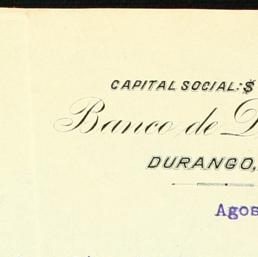 CAPITAL SOCIAL: $
Banco de D
DURANGO,
Agos